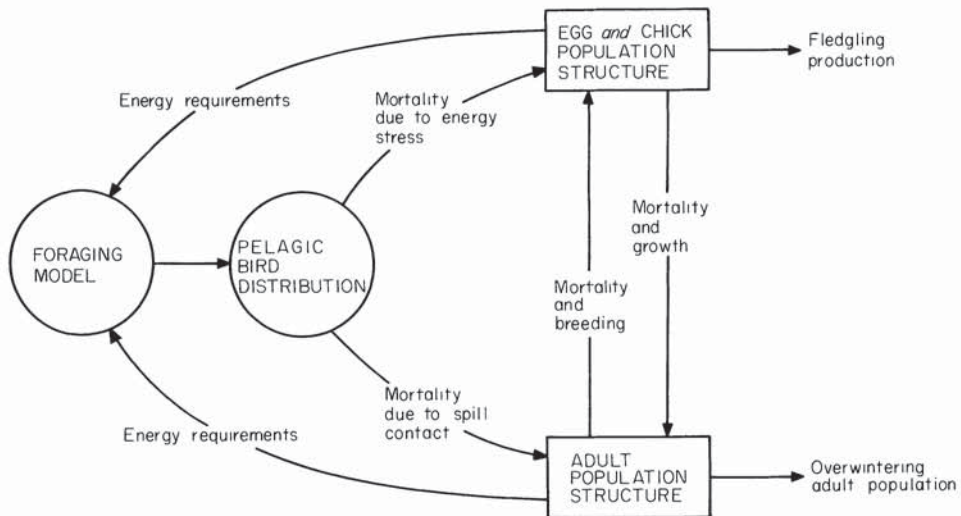 EGG and CHICK
POPULATION
STRUCTURE
Fledgling
production
Energy requirements
Mortality
due to energy
stress
FORAGING
MODEL
PELAGIC
BIRD
DISTRIBUTION
Mortality
and
growth
Mortality
and
breeding
Mortality
due to spill
contact
Energy requirements
ADULT
POPULATION
STRUCTURE
Overwintering
adult population